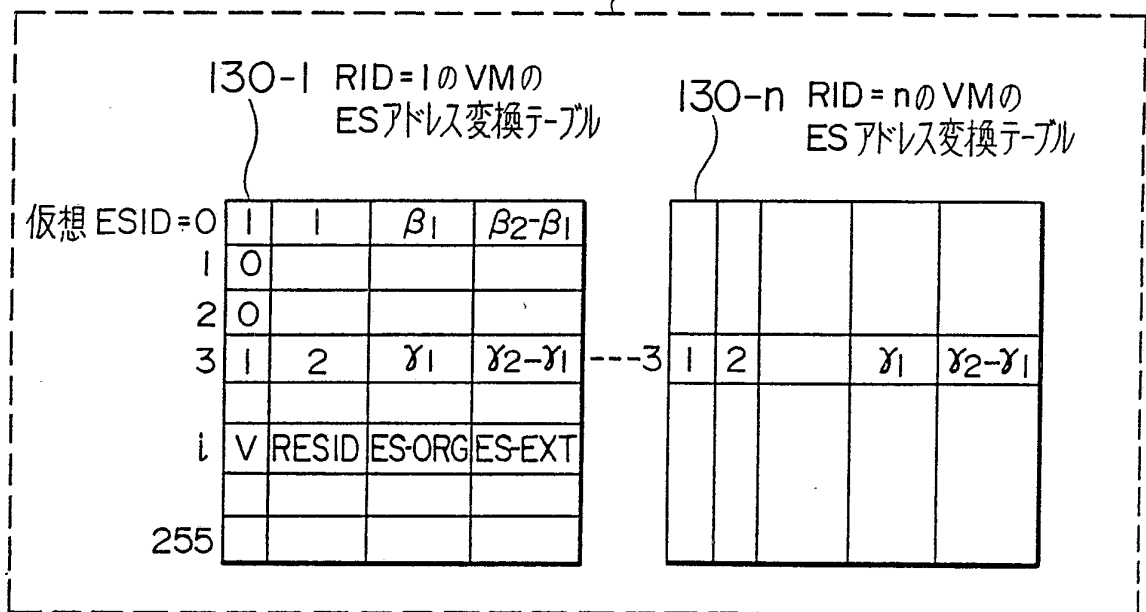 130-1 RID=1のVMの
ESアドレス変換テーブル
130-n RID=nのVMの
ESアドレス変換テーブル
仮想ESID=0 1 1 β1 β2-β1
1 0
2 0
3 1 2 γ1 γ2-γ1 ---3 1 2 γ1 γ2-γ1
i V RESID ES-ORG ES-EXT
255